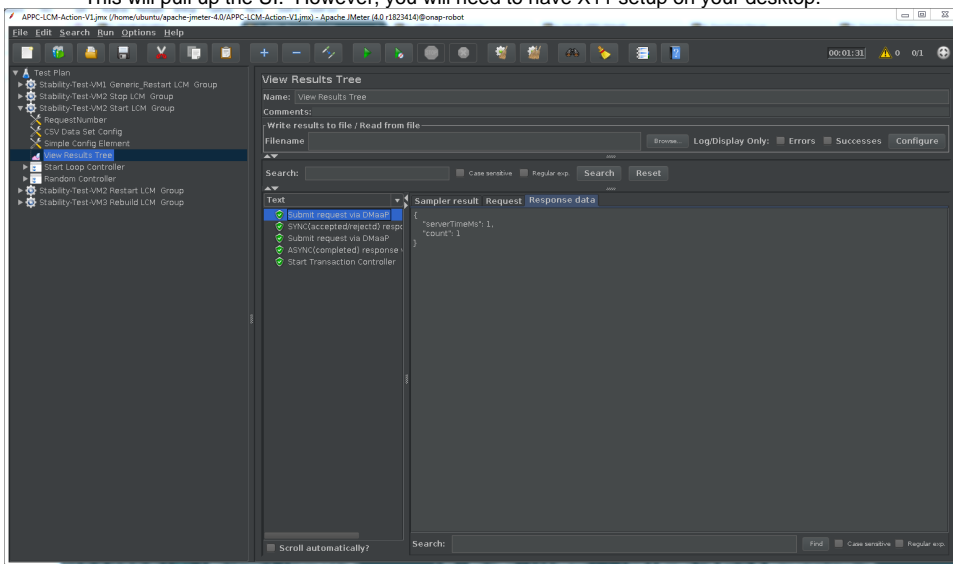 This will pull up the UI. However, you will need to have X11 setup on your desktop.
APPC-LCM-Action-V1.jmx (/home/ubuntu/apache-jmeter-4.0/APPC-LCM-Action-V1.jmx) - Apache JMeter (4.0 r1823414)@onap-robot
File Edit Search Run Options Help
00:01:31 0 0/1
Test Plan
Stability-Test-VM1 Generic_Restart LCM Group
Stability-Test-VM2 Stop LCM Group
Stability-Test-VM2 Start LCM Group
RequestNumber
CSV Data Set Config
Simple Config Element
View Results Tree
Start Loop Controller
Random Controller
Stability-Test-VM2 Restart LCM Group
Stability-Test-VM3 Rebuild LCM Group
View Results Tree
Name: View Results Tree
Comments:
Write results to file / Read from file
Filename Browse... Log/Display Only: Errors Successes Configure
Search: Case sensitive Regular exp. Search Reset
Text
Submit request via DMaaP
SYNC(accepted/rejectd) respo
Submit request via DMaaP
ASYNC(completed) response
Start Transaction Controller
Scroll automatically?
Sampler result Request Response data
{
"serverTimeMs": 1,
"count": 1
}
Search: Find Case sensitive Regular exp.